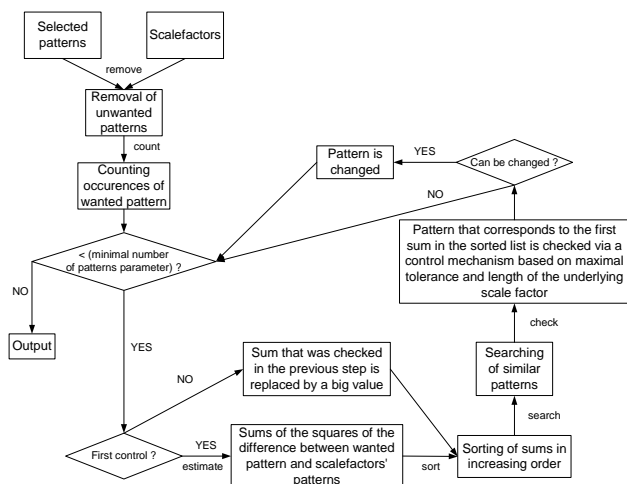 Selected
patterns
Scalefactors
remove
Removal of
unwanted
patterns
count
Counting
occurences of
wanted pattern
Pattern is
changed
YES
Can be changed ?
NO
< (minimal number
of patterns parameter) ?
Pattern that corresponds to the first
sum in the sorted list is checked via a
control mechanism based on maximal
tolerance and length of the underlying
scale factor
NO
Output
YES
check
Sum that was checked
in the previous step is
replaced by a big value
NO
Searching
of similar
patterns
search
First control ?
YES
estimate
Sums of the squares of the
difference between wanted
pattern and scalefactors'
patterns
sort
Sorting of sums in
increasing order